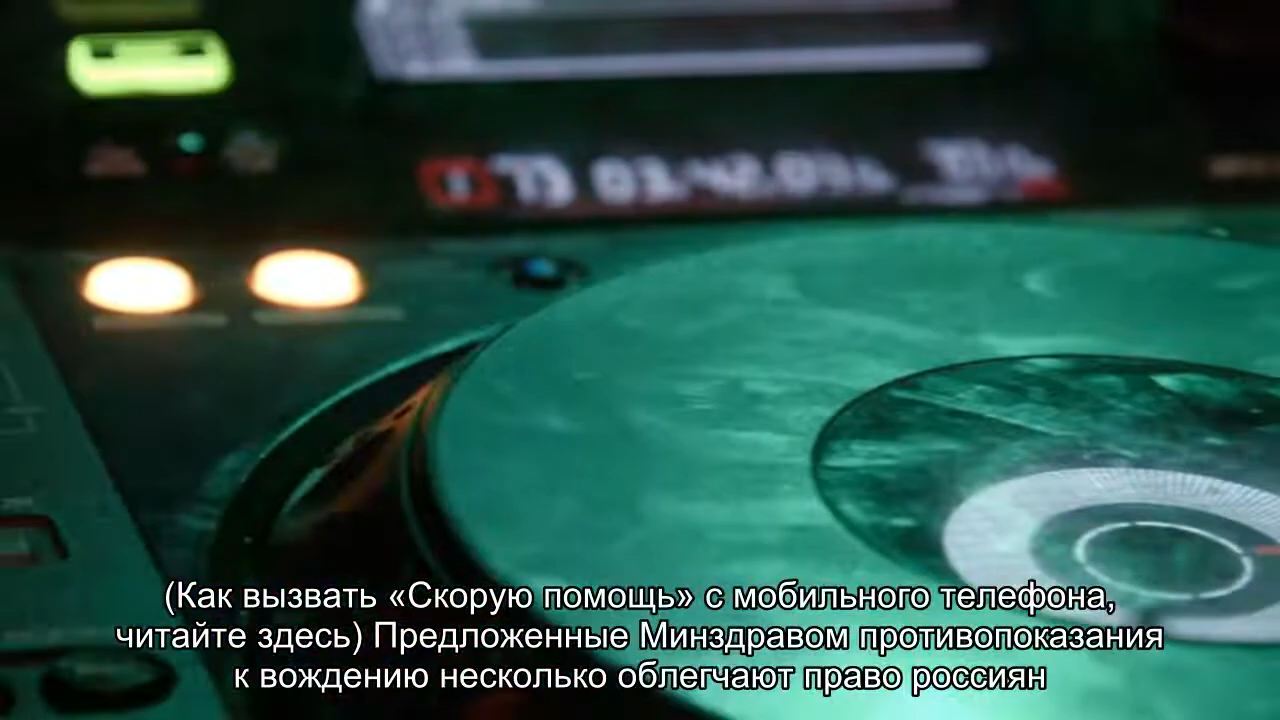 (Как вызвать «Скорую помощь» с мобильного телефона,
читайте здесь) Предложенные Минздравом противопоказания
к вождению несколько облегчают право россиян